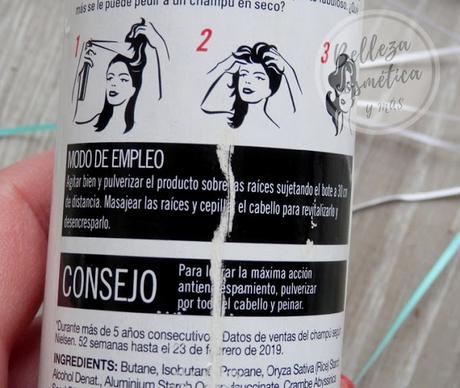 más se le puede pedir a un champú en seco?
1
2
3
Belleza
Cosmética
y más
MODO DE EMPLEO
Agitar bien y pulverizar el producto sobre las raíces sujetando el bote a 30 cm
de distancia. Masajear las raíces y cepillar el cabello para revitalizarlo y
desencresparlo.
CONSEJO
Para lograr la máxima acción
antiencrespamiento, pulverizar
por todo el cabello y peinar.
*Durante más de 5 años consecutivos. Datos de ventas del champú según
Nielsen. 52 semanas hasta el 23 de febrero de 2019.
INGREDIENTS: Butane, Isobutane, Propane, Oryza Sativa (Rice) Starch,
Alcohol Denat., Aluminium Starch Octenylsuccinate, Crambe Abyssinica